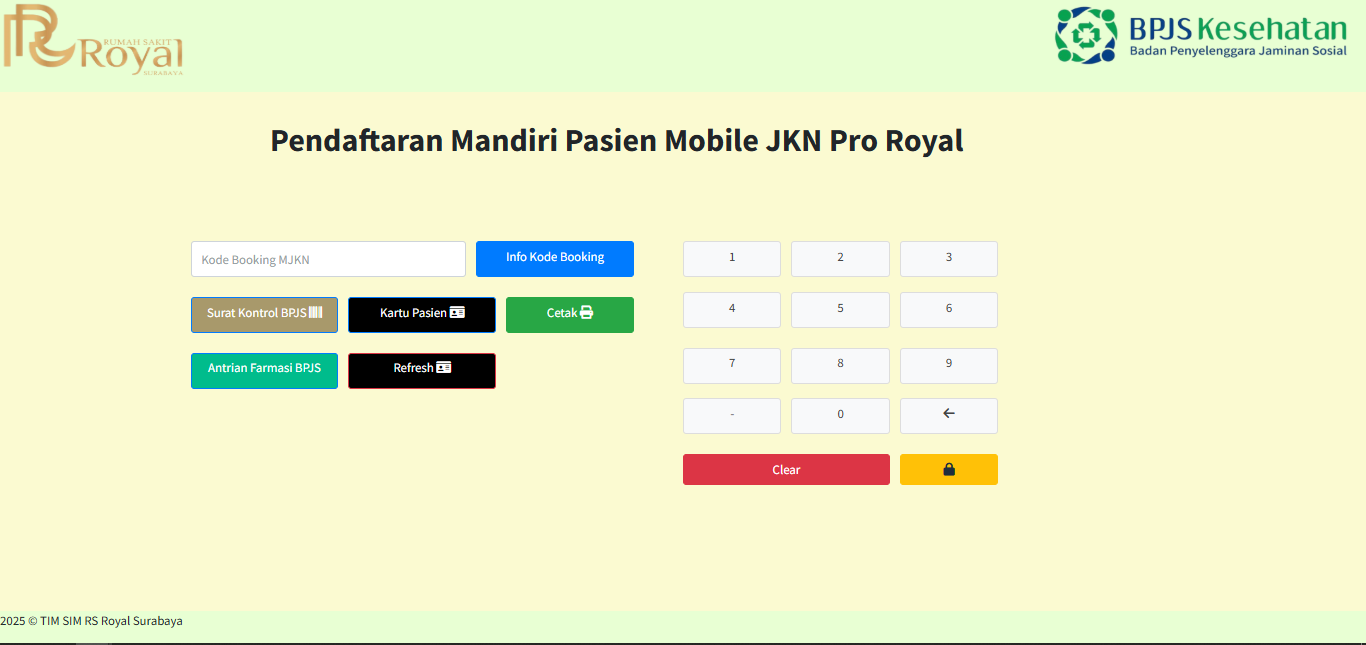 RUMAH SAKIT
Royal
SURABAYA
BPJS Kesehatan
Badan Penyelenggara Jaminan Sosial
Pendaftaran Mandiri Pasien Mobile JKN Pro Royal
Kode Booking MJKN
Info Kode Booking
Surat Kontrol BPJS
Kartu Pasien
Cetak
Antrian Farmasi BPJS
Refresh
1 2 3
4 5 6
7 8 9
- 0
Clear
2025 © TIM SIM RS Royal Surabaya